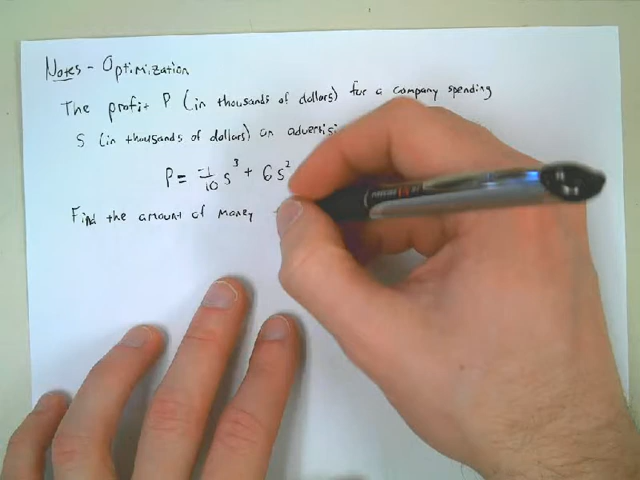 Notes - Optimization
The profit P (in thousands of dollars) for a company spending
S (in thousands of dollars) on
P = -1/10 s³ + 6s²
Find the amount of money